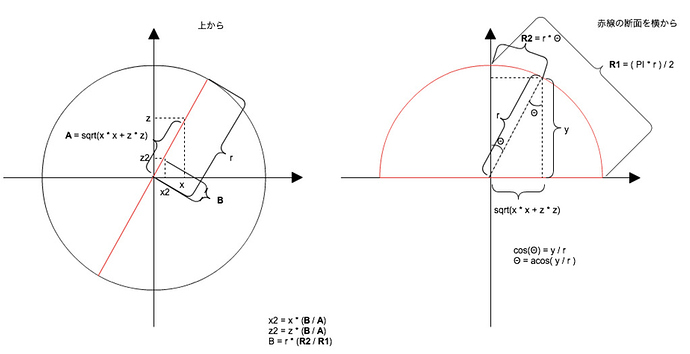 上から
z
A = sqrt(x * x + z * z)
z2
x
x2
r
B
赤線の断面を横から
R2 = r * Θ
R1 = ( PI * r ) / 2
r
Θ
Θ
y
sqrt(x * x + z * z)
cos(Θ) = y / r
Θ = acos( y / r )
x2 = x * (B / A)
z2 = z * (B / A)
B = r * (R2 / R1)